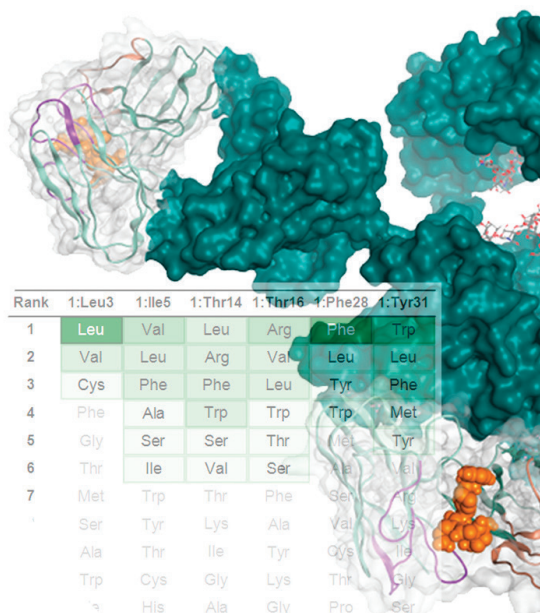 Rank 1:Leu3 1:Ile5 1:Thr14 1:Thr16 1:Phe28 1:Tyr31
1 Leu Val Leu Arg Phe Trp
2 Val Leu Arg Val Leu Leu
3 Cys Phe Phe Leu Tyr Phe
4 Phe Ala Trp Trp Trp Met
5 Gly Ser Ser Thr Met Tyr
6 Thr Ile Val Ser Ala Val
7 Met Trp Thr Phe Ser Arg
Ser Tyr Lys Ala Val Lys
Ala Thr Ile Tyr Cys Ile
Trp Cys Gly Lys Thr Gly
His Ala Gly Pro Ser